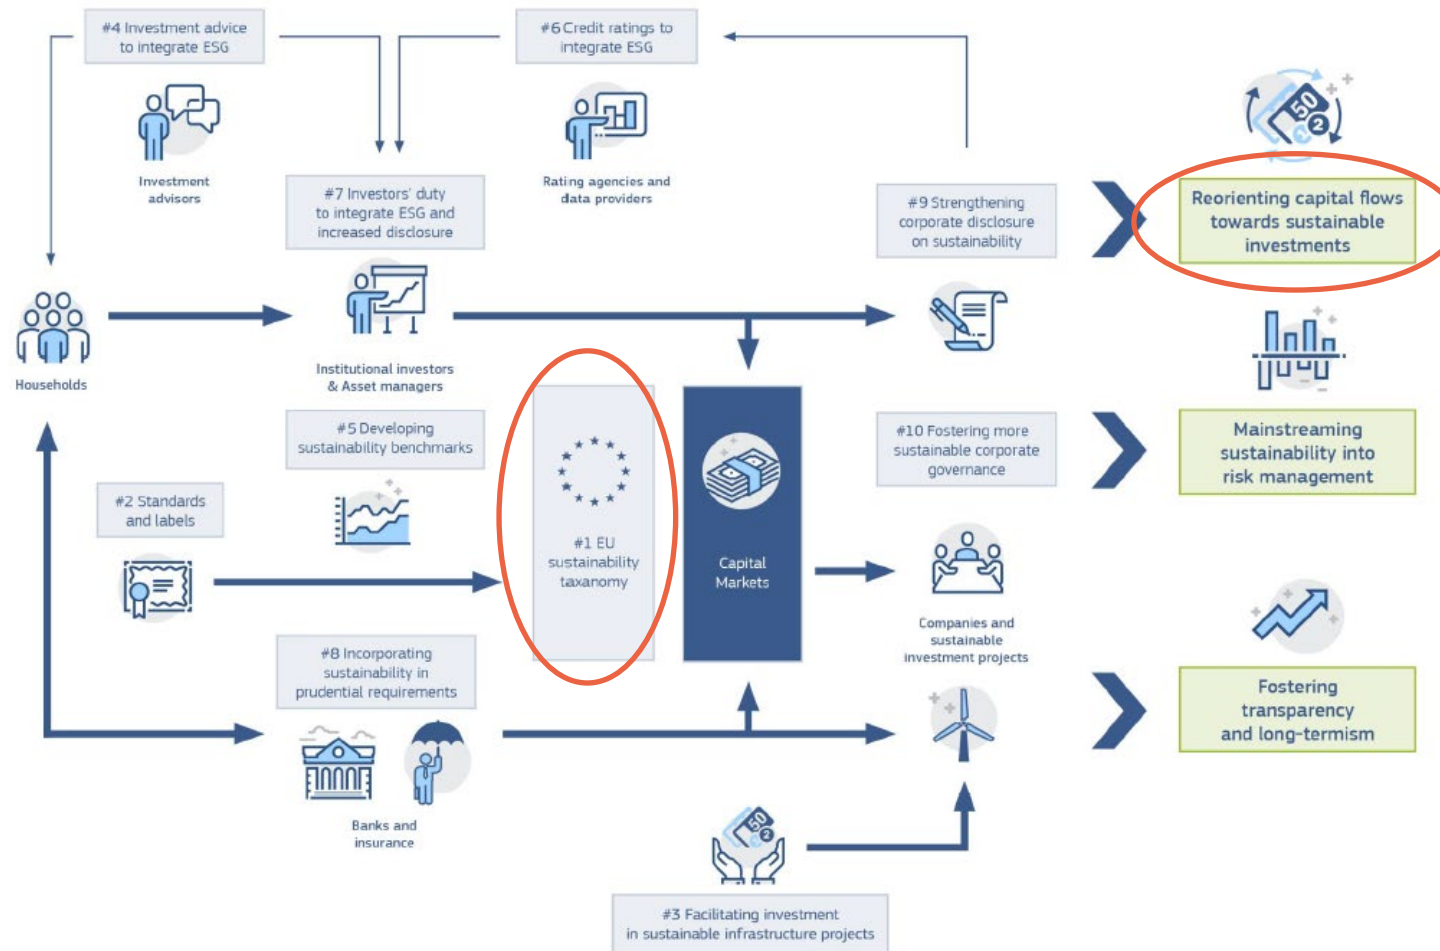 #4 Investment advice
to integrate ESG
#6 Credit ratings to
integrate ESG
Investment
advisors
#7 Investors' duty
to integrate ESG and
increased disclosure
Rating agencies and
data providers
#9 Strengthening
corporate disclosure
on sustainability
50
2
Reorienting capital flows
towards sustainable
investments
Households
Institutional investors
& Asset managers
#5 Developing
sustainability benchmarks
#2 Standards
and labels
#1 EU
sustainability
taxanomy
Capital
Markets
#10 Fostering more
sustainable corporate
governance
Mainstreaming
sustainability into
risk management
Companies and
sustainable
investment projects
#8 Incorporating
sustainability in
prudential requirements
Banks and
insurance
Fostering
transparency
and long-termism
50
2
#3 Facilitating investment
in sustainable infrastructure projects